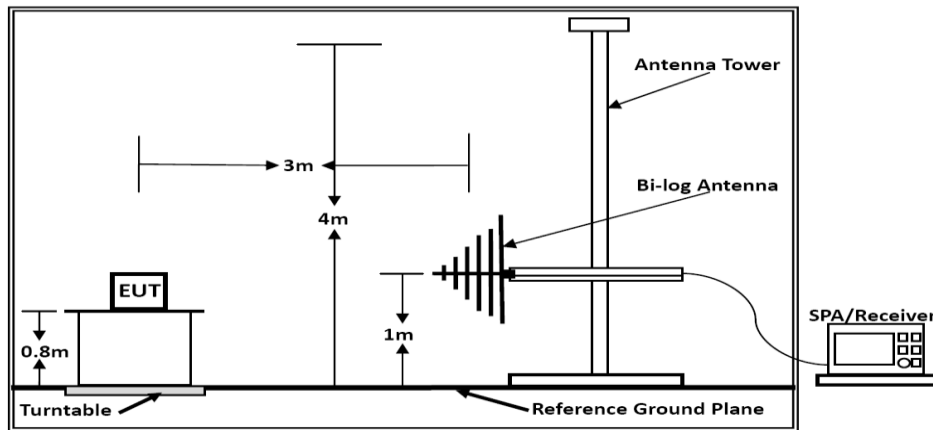 Antenna Tower
3m
Bi-log Antenna
4m
EUT
SPA/Receiver
0.8m
1m
Turntable
Reference Ground Plane